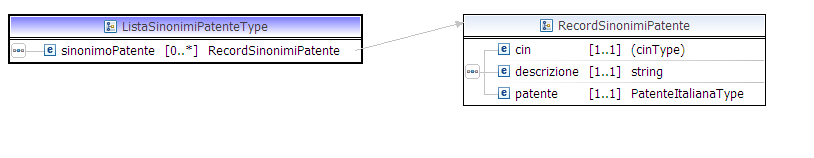 ListaSinonimiPatenteType
sinonimoPatente [0..*] RecordSinonimiPatente
RecordSinonimiPatente
cin [1..1] (cinType)
descrizione [1..1] string
patente [1..1] PatenteItalianaType